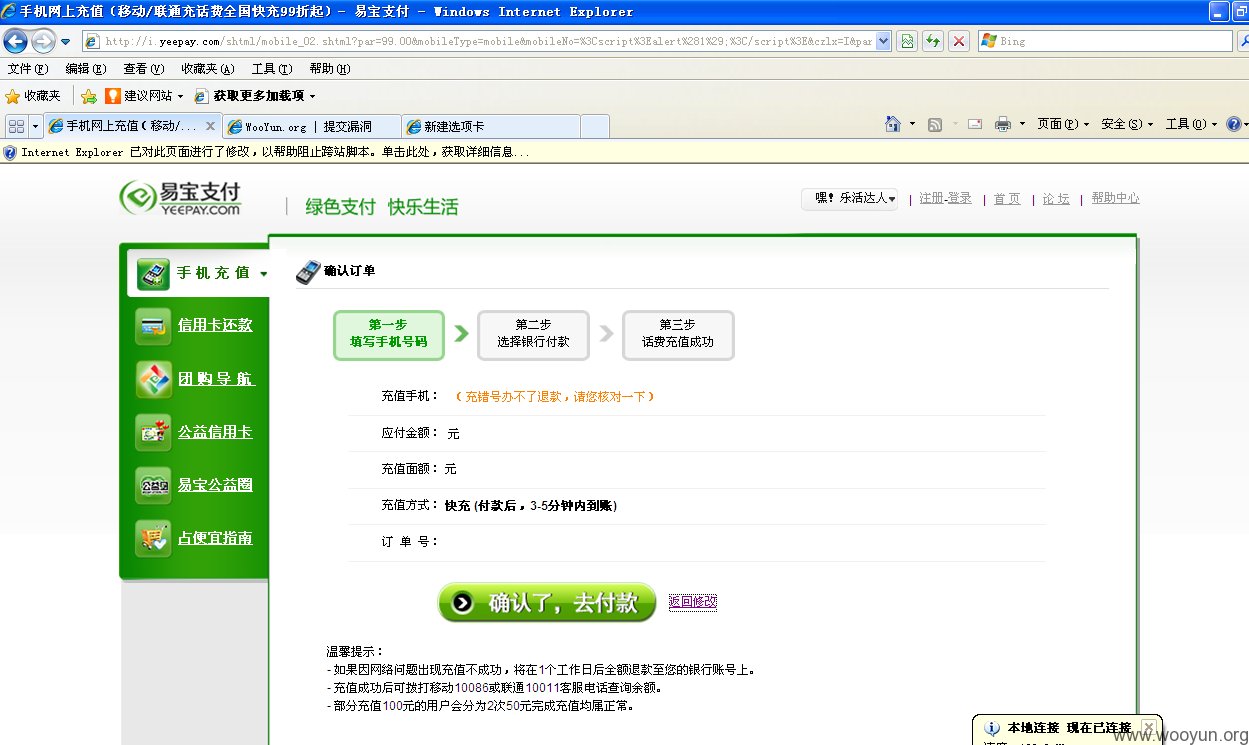 手机网上充值（移动/联通充话费全国快充99折起）- 易宝支付 - Windows Internet Explorer
http://i.yeepay.com/shtml/mobile_02.shtml?par=99.00&mobileType=mobile&mobileNo=%3Cscript%3Ealert%281%29;%3C/script%3E&czlx=I&par
Bing
文件(F) 编辑(E) 查看(V) 收藏夹(A) 工具(T) 帮助(H)
收藏夹 建议网站 获取更多加载项
手机网上充值（移动/... WooYun.org | 提交漏洞 新建选项卡 页面(P) 安全(S) 工具(O)
Internet Explorer 已对此页面进行了修改，以帮助阻止跨站脚本。单击此处，获取详细信息...
易宝支付
YEEPAY.COM
绿色支付 快乐生活
嘿！乐活达人 | 注册-登录 | 首页 | 论坛 | 帮助中心
手机充值
信用卡还款
团购导航
公益信用卡
公益圈
易宝公益圈
占便宜指南
确认订单
第一步
填写手机号码
第二步
选择银行付款
第三步
话费充值成功
充值手机： （充错号办不了退款，请您核对一下）
应付金额： 元
充值面额： 元
充值方式： 快充 (付款后，3-5分钟内到账)
订 单 号：
确认了，去付款 返回修改
温馨提示：
- 如果因网络问题出现充值不成功，将在1个工作日后全额退款至您的银行账号上。
- 充值成功后可拨打移动10086或联通10011客服电话查询余额。
- 部分充值100元的用户会分为2次50元完成充值均属正常。
本地连接 现在已连接
www.wooyun.org